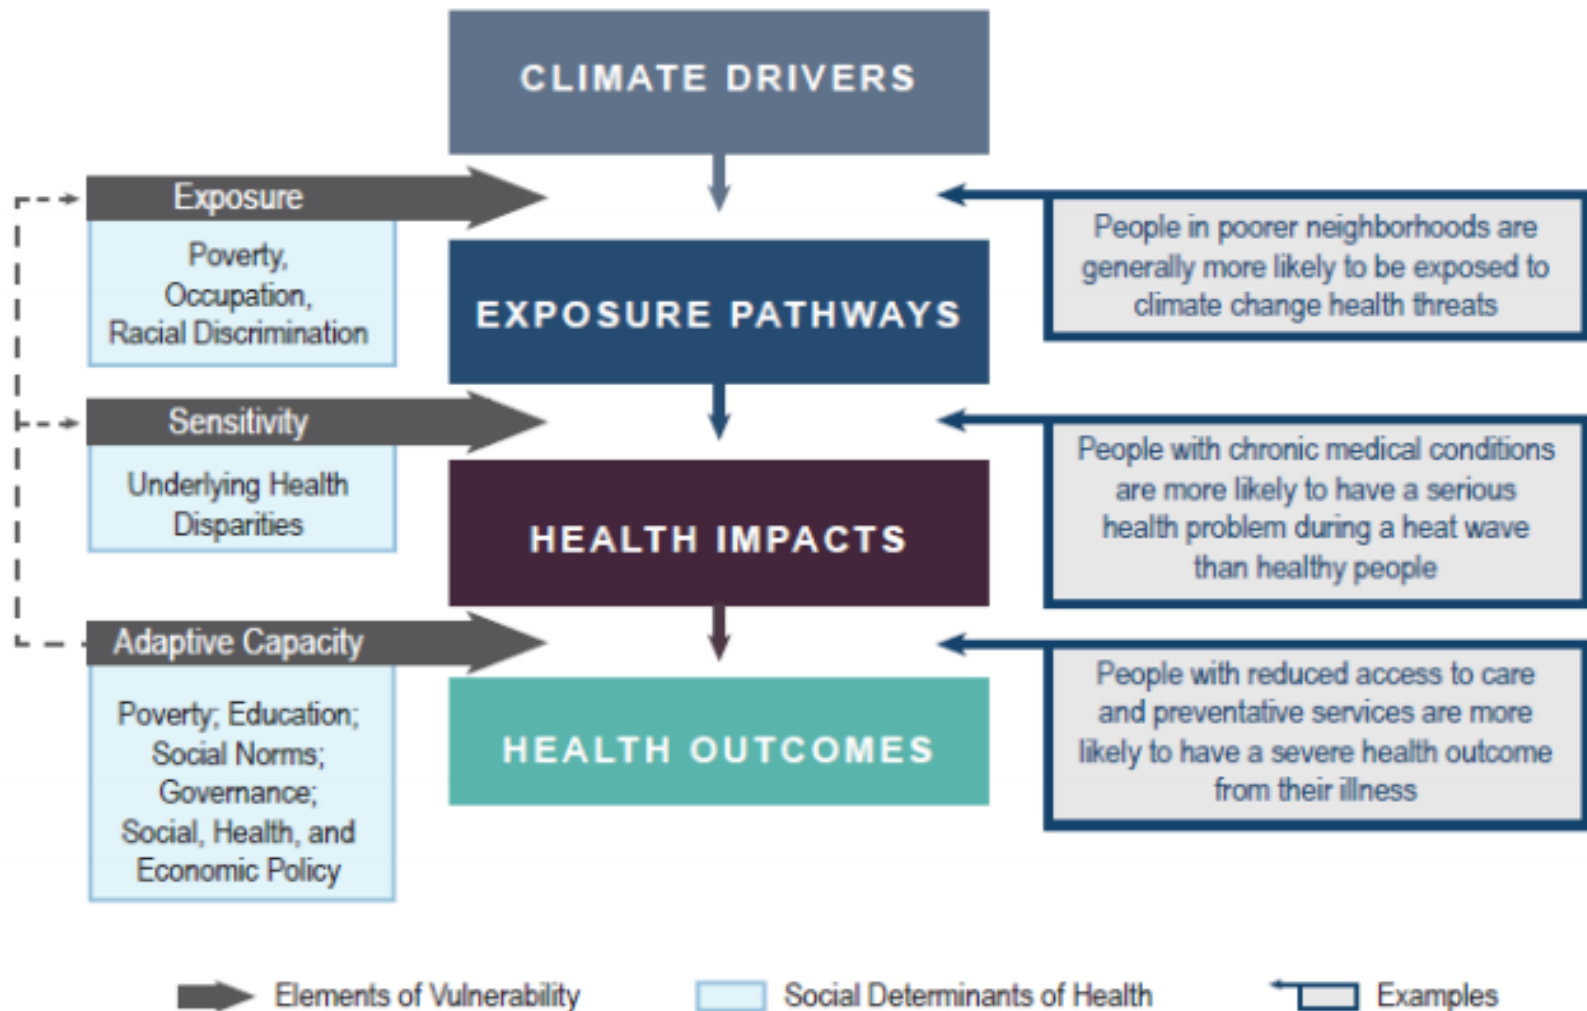 CLIMATE DRIVERS
Exposure
Poverty,
Occupation,
Racial Discrimination
People in poorer neighborhoods are
generally more likely to be exposed to
climate change health threats
EXPOSURE PATHWAYS
Sensitivity
Underlying Health
Disparities
People with chronic medical conditions
are more likely to have a serious
health problem during a heat wave
than healthy people
HEALTH IMPACTS
Adaptive Capacity
Poverty; Education;
Social Norms;
Governance;
Social, Health, and
Economic Policy
People with reduced access to care
and preventative services are more
likely to have a severe health outcome
from their illness
HEALTH OUTCOMES
Elements of Vulnerability
Social Determinants of Health
Examples